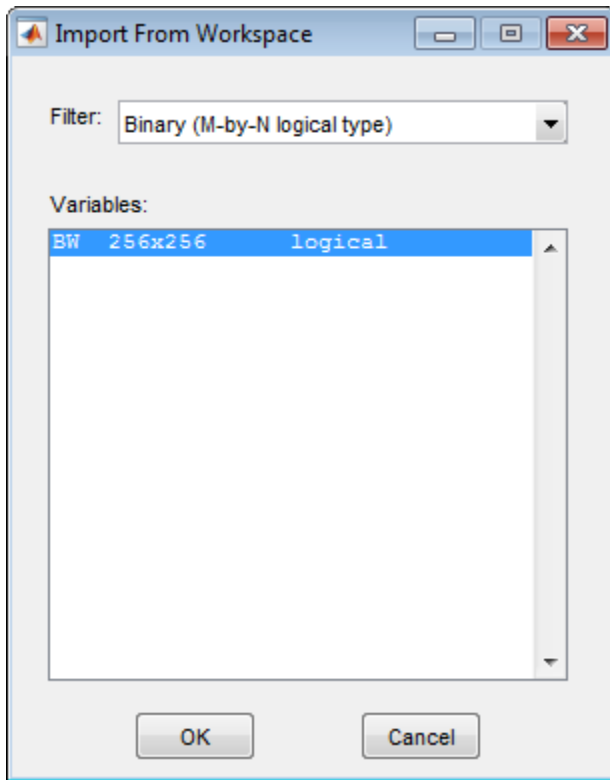 Import From Workspace
Filter: Binary (M-by-N logical type)
Variables:
BW 256x256 logical
OK Cancel